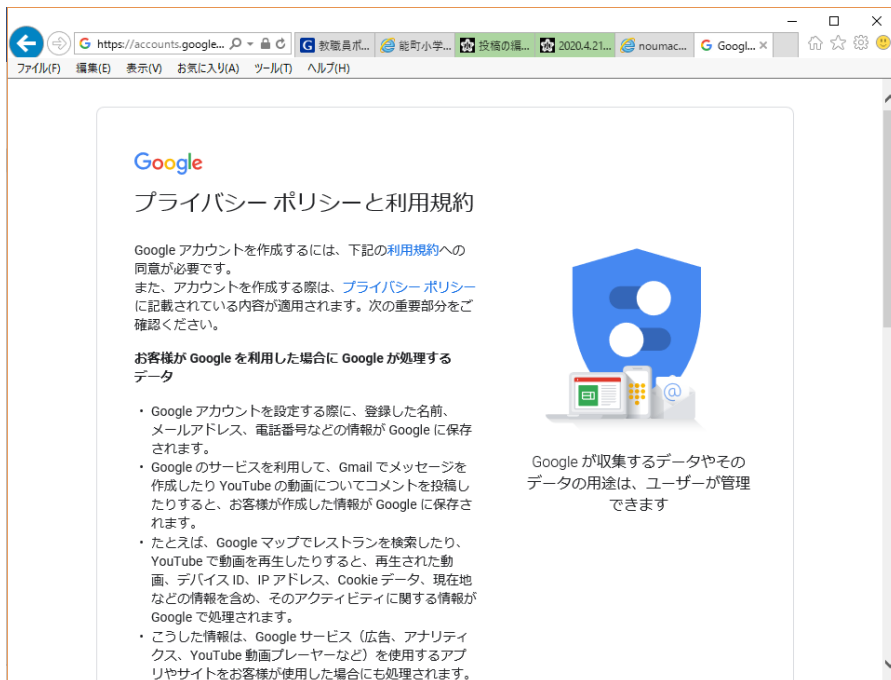 https://accounts.google...
教職員ポ...
能町小学...
投稿の編...
2020.4.21...
noumac...
Googl...
ファイル(F) 編集(E) 表示(V) お気に入り(A) ツール(T) ヘルプ(H)
Google
プライバシー ポリシーと利用規約
Google アカウントを作成するには、下記の利用規約への
同意が必要です。
また、アカウントを作成する際は、プライバシー ポリシー
に記載されている内容が適用されます。次の重要部分をご
確認ください。
お客様が Google を利用した場合に Google が処理する
データ
・Google アカウントを設定する際に、登録した名前、
メールアドレス、電話番号などの情報が Google に保存
されます。
・Google のサービスを利用して、Gmail でメッセージを
作成したり YouTube の動画についてコメントを投稿し
たりすると、お客様が作成した情報が Google に保存さ
れます。
・たとえば、Google マップでレストランを検索したり、
YouTube で動画を再生したりすると、再生された動
画、デバイス ID、IP アドレス、Cookie データ、現在地
などの情報を含め、そのアクティビティに関する情報が
Google で処理されます。
・こうした情報は、Google サービス（広告、アナリティ
クス、YouTube 動画プレーヤーなど）を使用するアプ
リやサイトをお客様が使用した場合にも処理されます。
@
Google が収集するデータやその
データの用途は、ユーザーが管理
できます